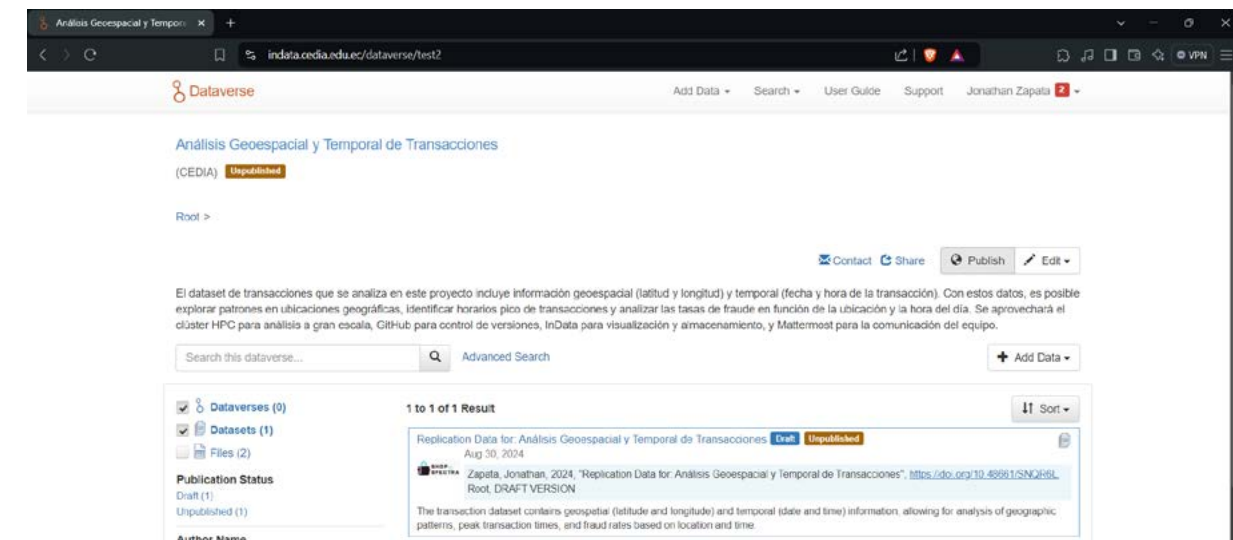 Análisis Geoespacial y Tempora
indata.cedia.edu.ec/dataverse/test2
VPN
Dataverse
Add Data
Search
User Guide
Support
Jonathan Zapata 2
Análisis Geoespacial y Temporal de Transacciones
(CEDIA) Unpublished
Root >
Contact Share Publish Edit
El dataset de transacciones que se analiza en este proyecto incluye información geoespacial (latitud y longitud) y temporal (fecha y hora de la transacción). Con estos datos, es posible
explorar patrones en ubicaciones geográficas, identificar horarios pico de transacciones y analizar las tasas de fraude en función de la ubicación y la hora del día. Se aprovechará el
clúster HPC para análisis a gran escala, GitHub para control de versiones, InData para visualización y almacenamiento, y Mattermost para la comunicación del equipo.
Search this dataverse...
Advanced Search
Add Data
Dataverses (0)
Datasets (1)
Files (2)
Publication Status
Draft (1)
Unpublished (1)
Author Name
1 to 1 of 1 Result
Sort
Replication Data for: Análisis Geoespacial y Temporal de Transacciones Draft Unpublished
Aug 30, 2024
SHOP-
SPECTRA
Zapata, Jonathan, 2024, "Replication Data for: Análisis Geoespacial y Temporal de Transacciones", https://doi.org/10.48661/SNQR6L,
Root, DRAFT VERSION
The transaction dataset contains geospatial (latitude and longitude) and temporal (date and time) information, allowing for analysis of geographic
patterns, peak transaction times, and fraud rates based on location and time.